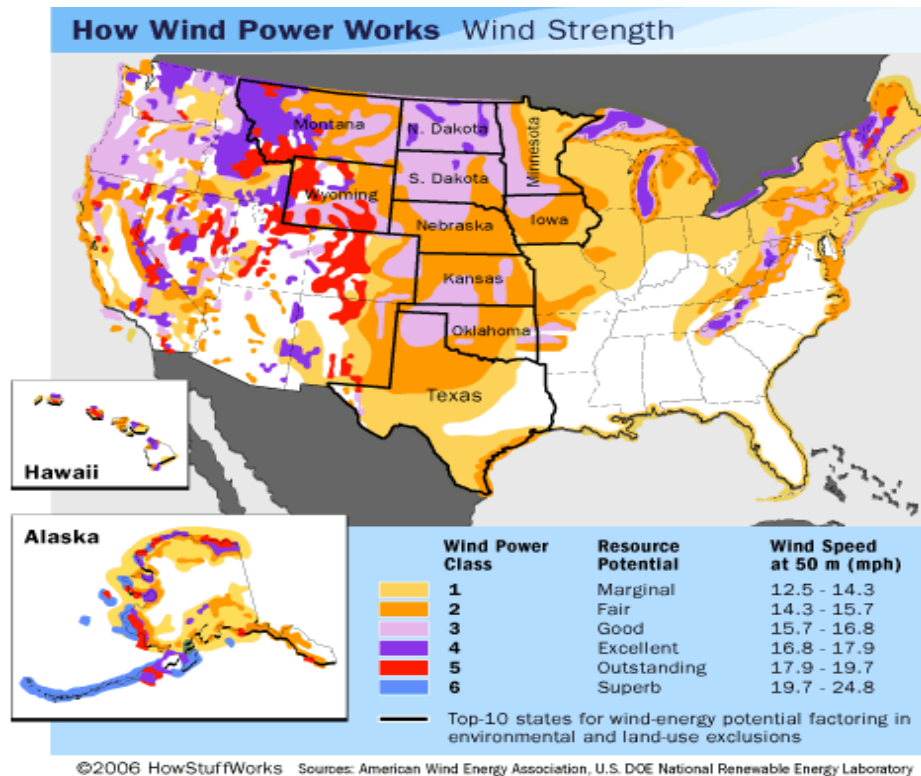 How Wind Power Works Wind Strength
Montana
N. Dakota
Minnesota
S. Dakota
Wyoming
Nebraska
Iowa
Kansas
Oklahoma
Texas
Hawaii
Alaska
Wind Power Class Resource Potential Wind Speed at 50 m (mph)
1 Marginal 12.5 - 14.3
2 Fair 14.3 - 15.7
3 Good 15.7 - 16.8
4 Excellent 16.8 - 17.9
5 Outstanding 17.9 - 19.7
6 Superb 19.7 - 24.8
Top-10 states for wind-energy potential factoring in
environmental and land-use exclusions
©2006 HowStuffWorks Sources: American Wind Energy Association, U.S. DOE National Renewable Energy Laboratory